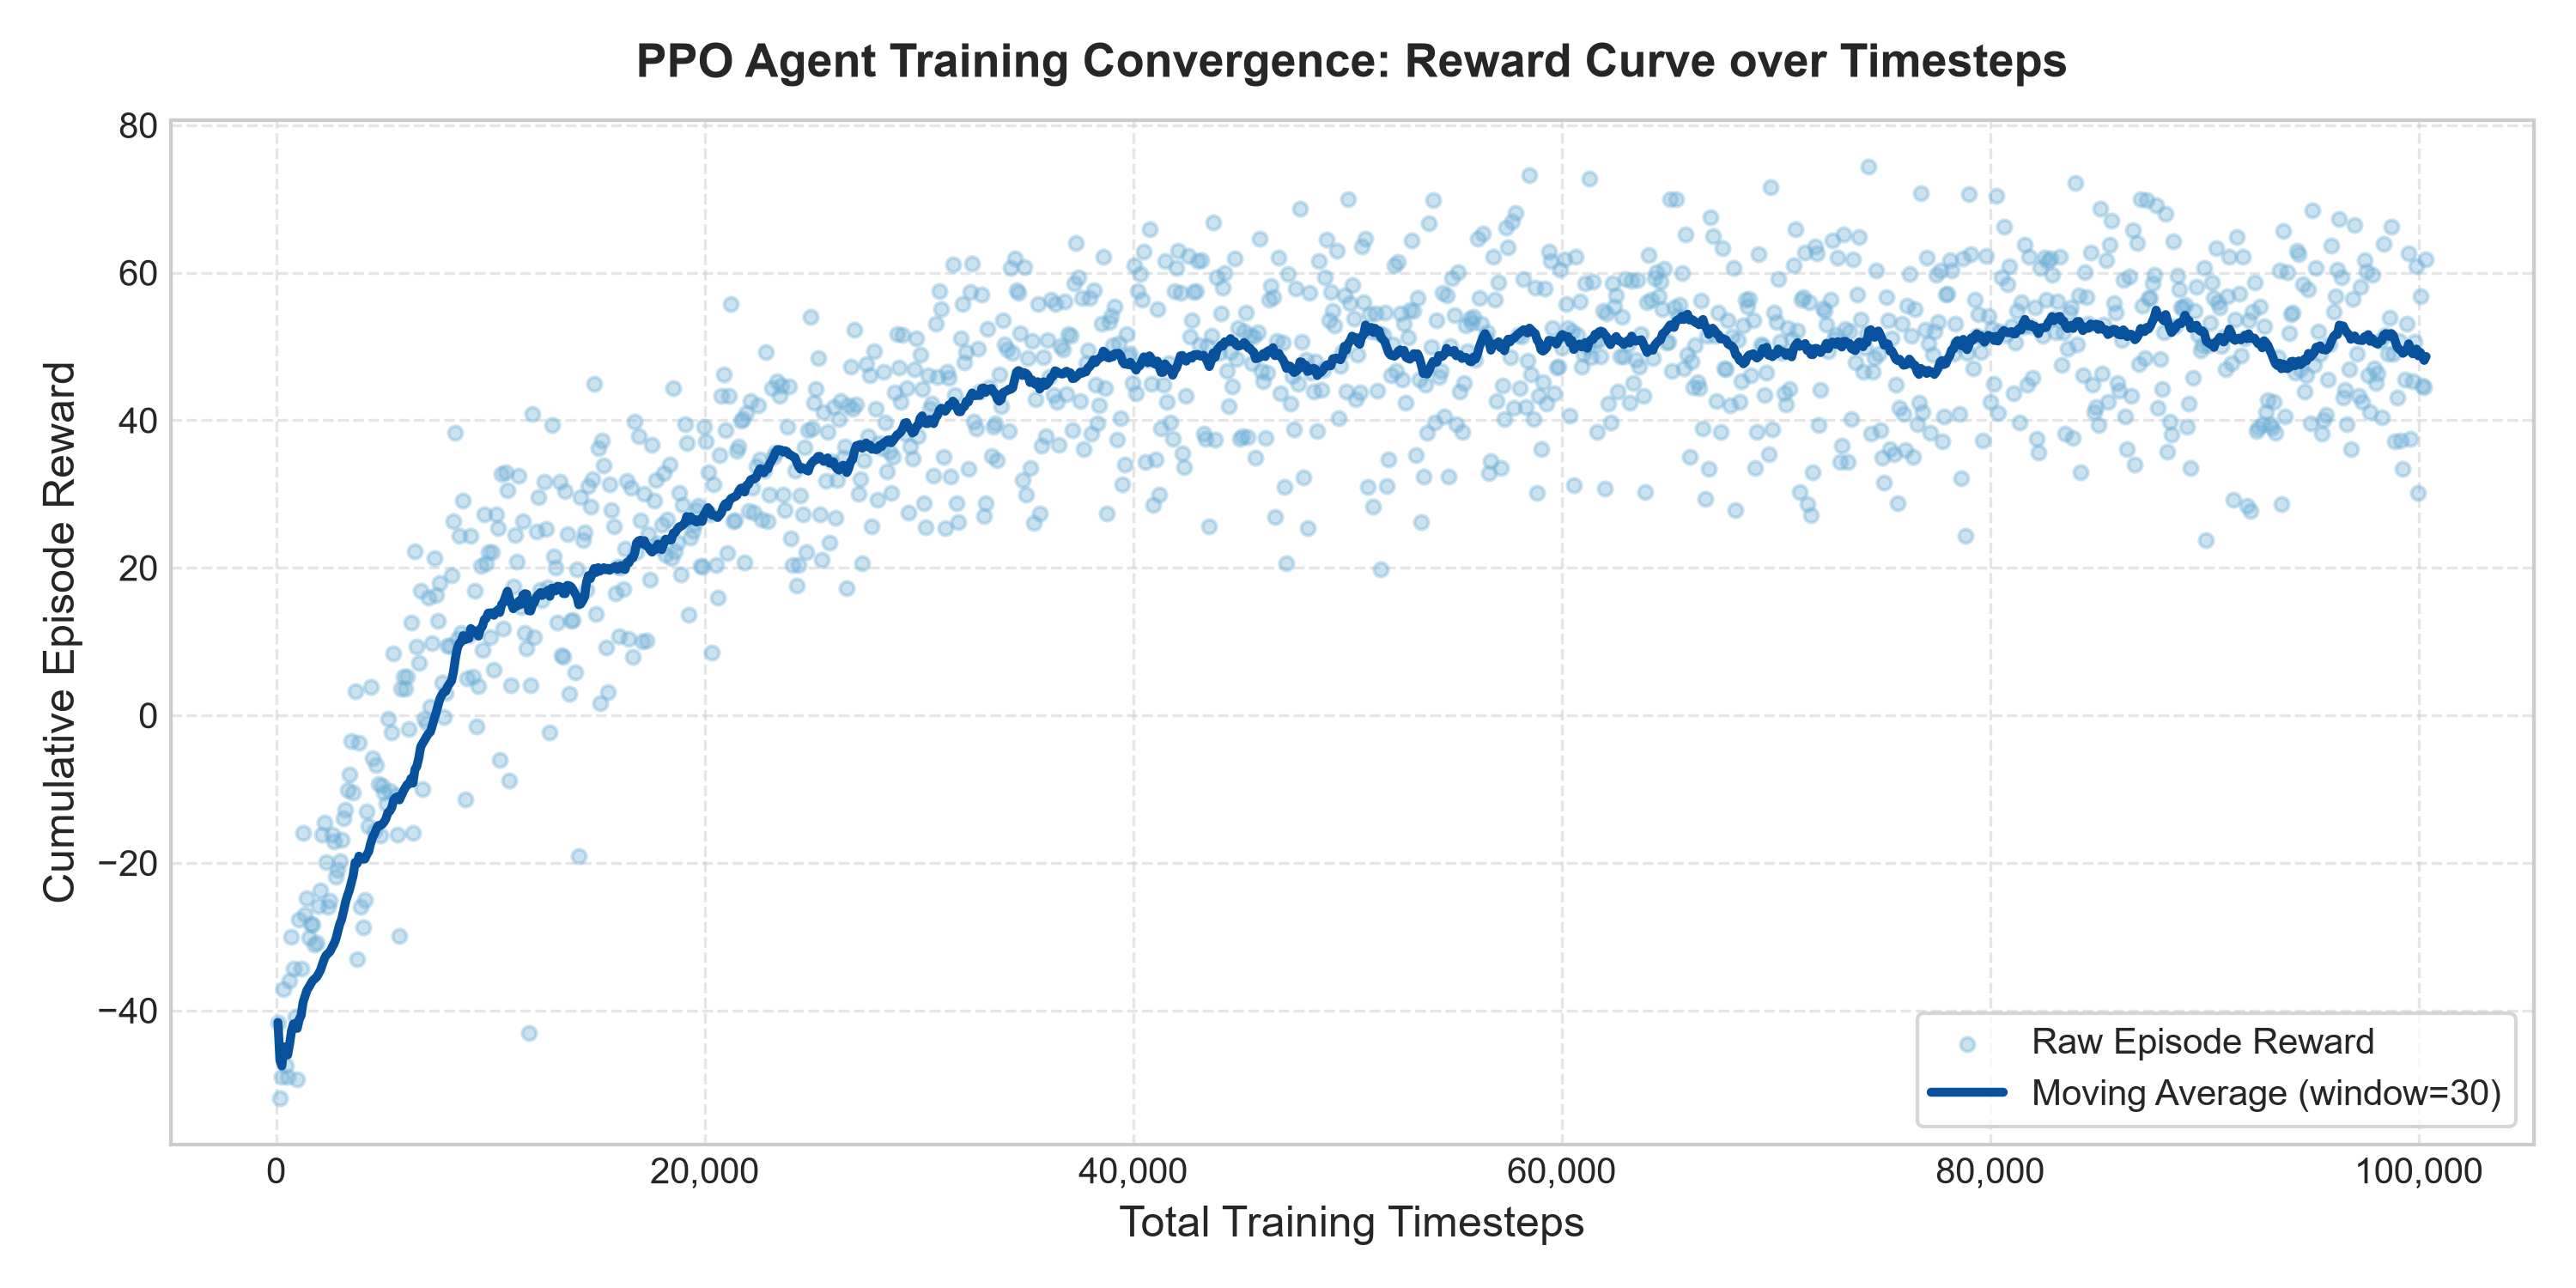 PPO Agent Training Convergence: Reward Curve over Timesteps
Cumulative Episode Reward
80
60
40
20
0
−20
−40
Raw Episode Reward
Moving Average (window=30)
0
20,000
40,000
60,000
80,000
100,000
Total Training Timesteps